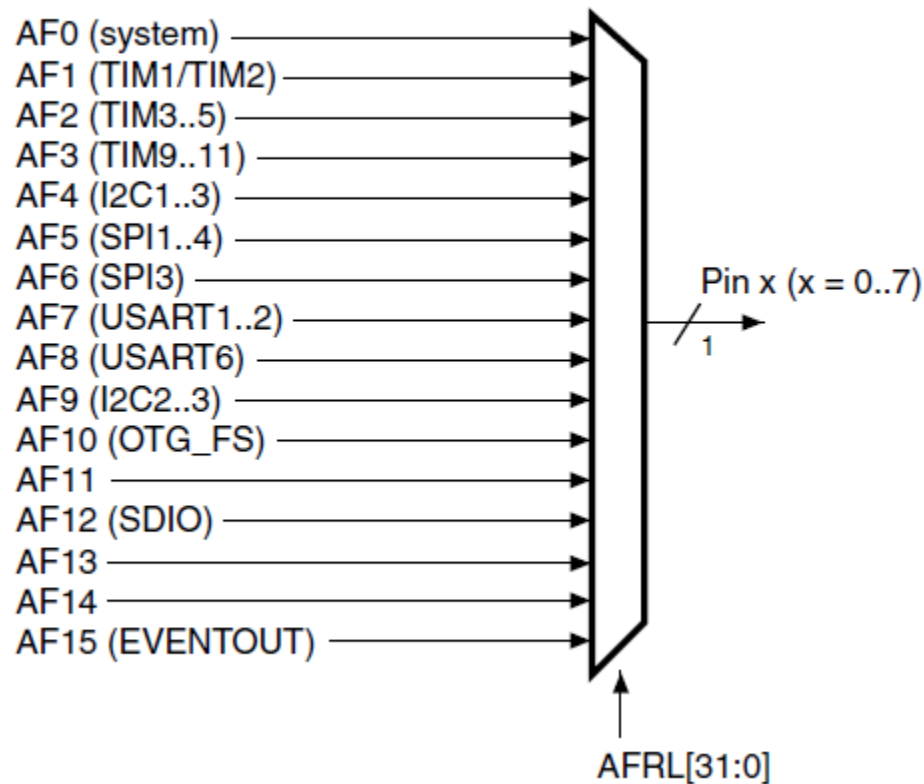 AF0 (system)
AF1 (TIM1/TIM2)
AF2 (TIM3..5)
AF3 (TIM9..11)
AF4 (I2C1..3)
AF5 (SPI1..4)
AF6 (SPI3)
AF7 (USART1..2)
AF8 (USART6)
AF9 (I2C2..3)
AF10 (OTG_FS)
AF11
AF12 (SDIO)
AF13
AF14
AF15 (EVENTOUT)
Pin x (x = 0..7)
1
AFRL[31:0]